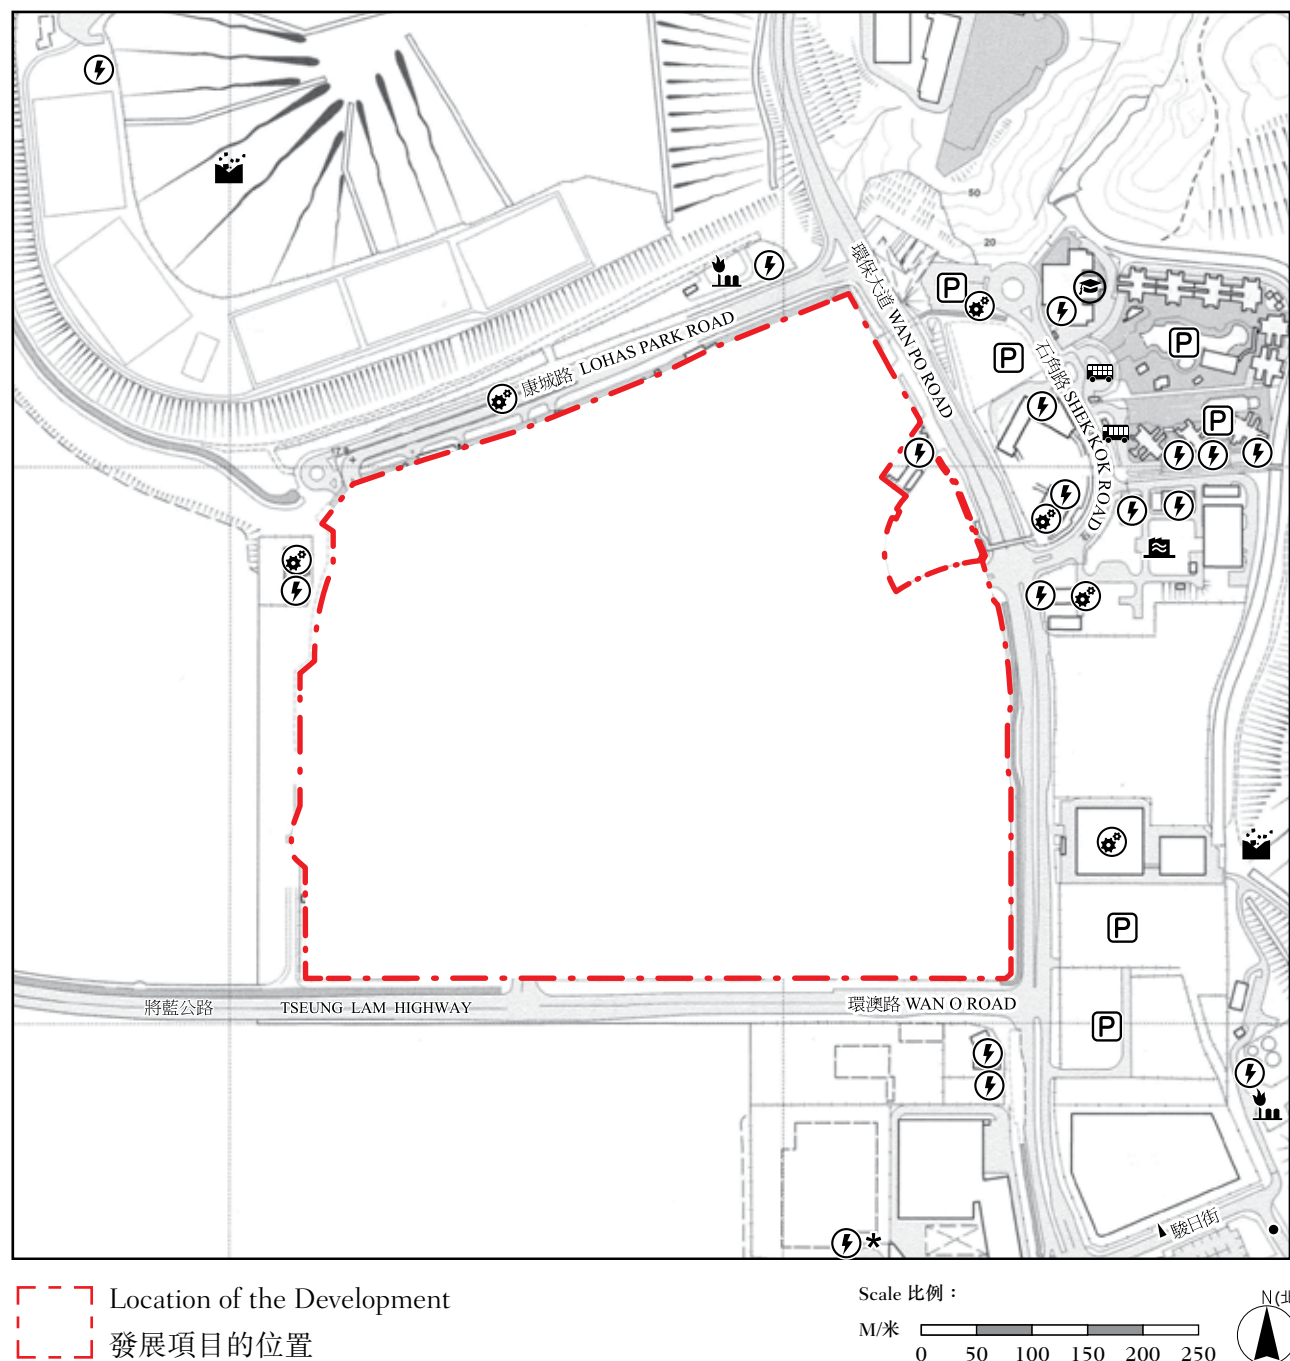 50
20
環保大道 WAN PO ROAD
康城路 LOHAS PARK ROAD
石角路 SHEK KOK ROAD
P
P
P
P
17.8
將藍公路 TSEUNG LAM HIGHWAY
環澳路 WAN O ROAD
P
P
*
駿日街
Location of the Development
發展項目的位置
Scale 比例：
M/米
0 50 100 150 200 250
N(北